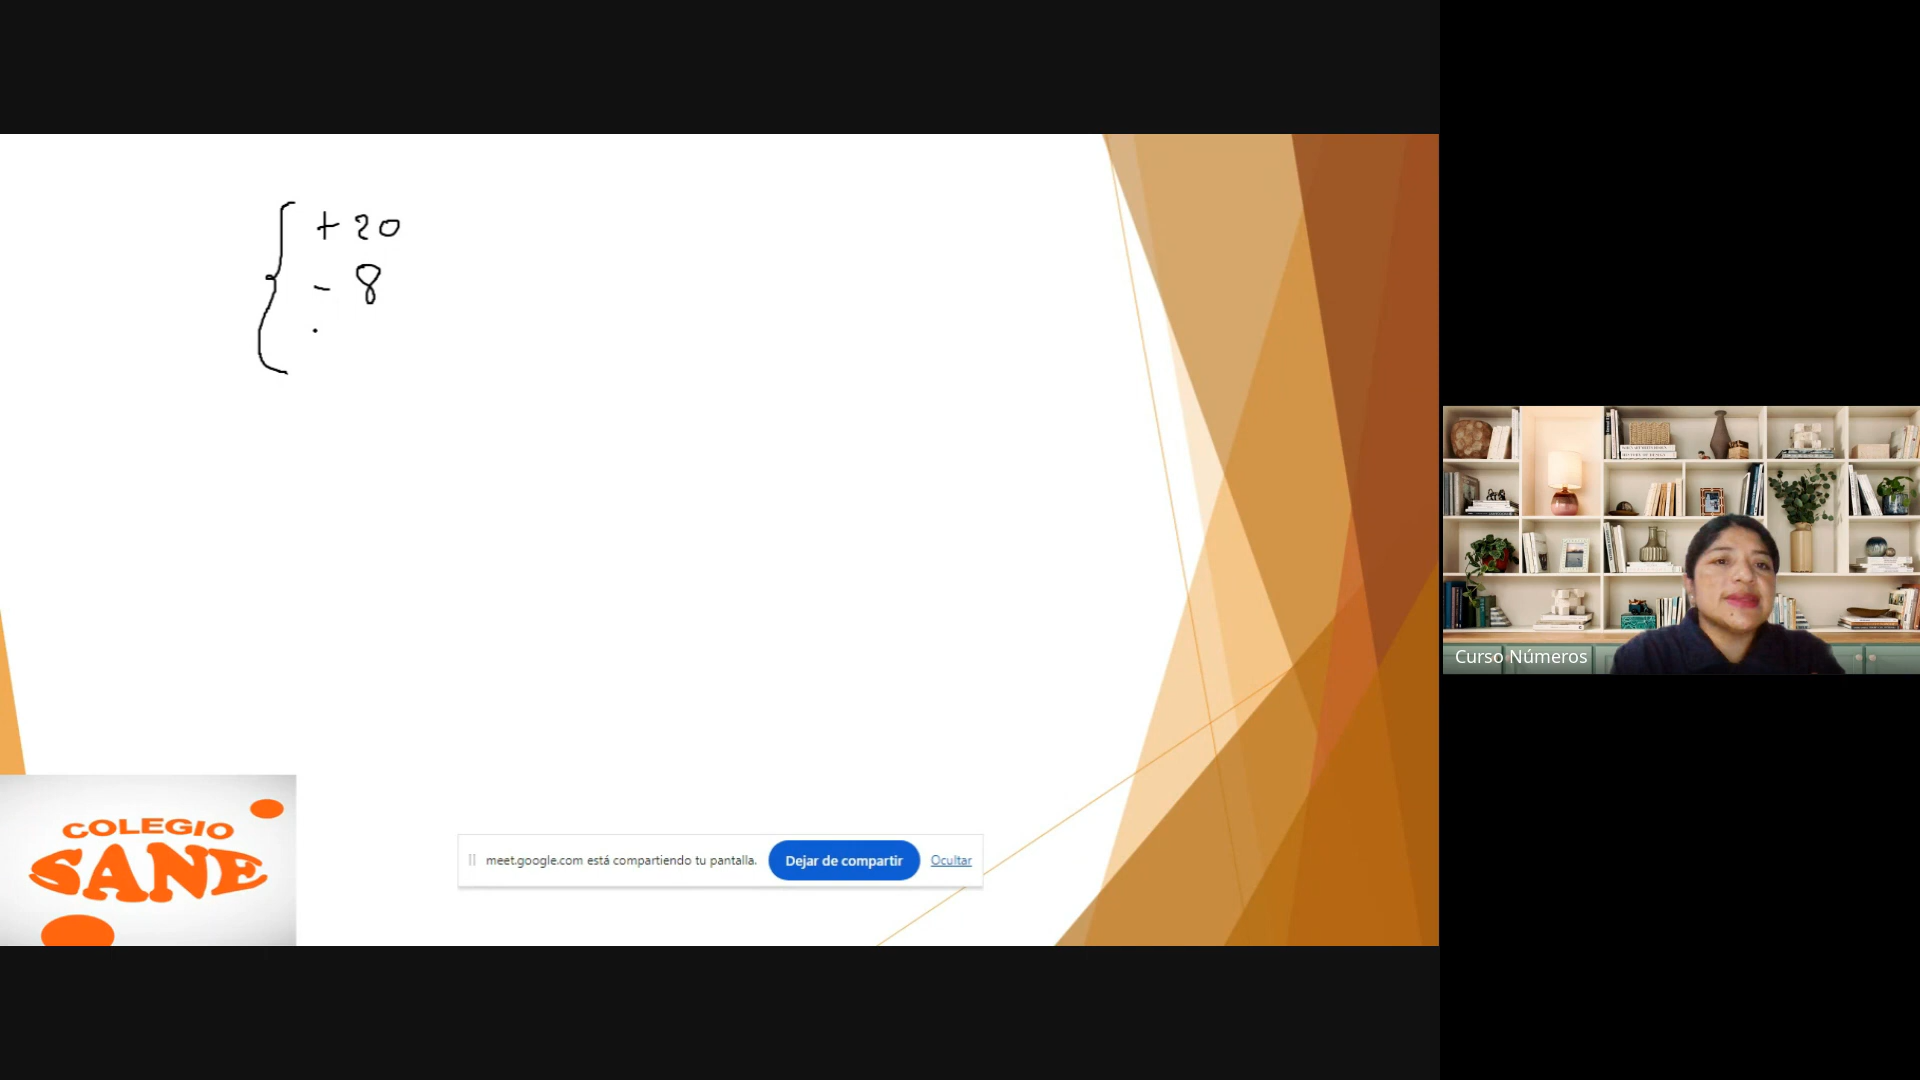 + 20
- 8
.
COLEGIO
SANE
meet.google.com está compartiendo tu pantalla. Dejar de compartir Ocultar
Curso Números